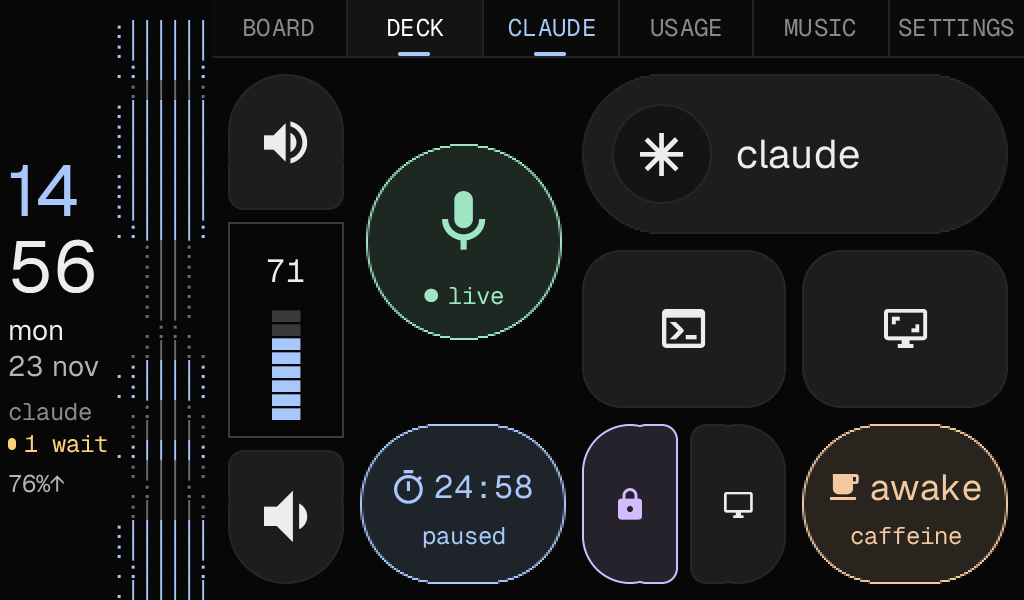 BOARD
DECK
CLAUDE
USAGE
MUSIC
SETTINGS
14
56
mon
23 nov
claude
1 wait
76%↑
71
live
claude
24:58
paused
awake
caffeine